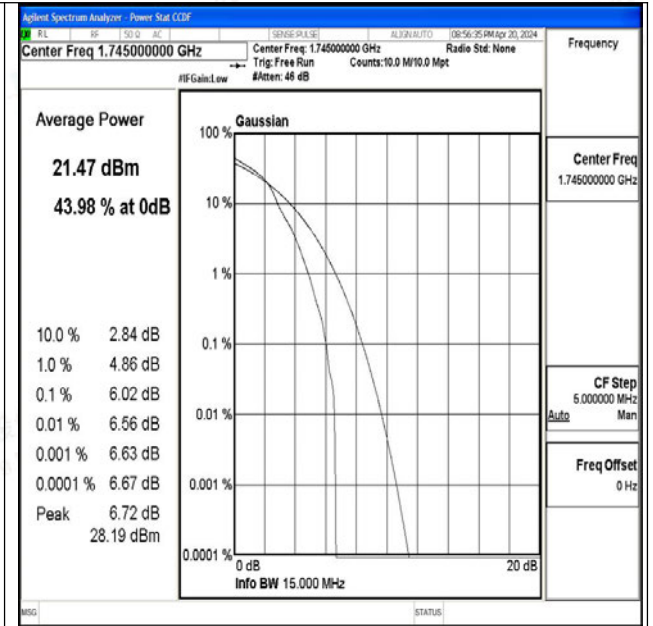 Agilent Spectrum Analyzer - Power Stat CCDF
RL RF 50 Ω AC SENSE:PULSE ALIGN AUTO 08:56:35 PM Apr 20, 2024
Center Freq 1.745000000 GHz
Center Freq: 1.745000000 GHz Radio Std: None
Trig: Free Run Counts:10.0 M/10.0 Mpt
#IFGain:Low #Atten: 46 dB
Frequency
Average Power
21.47 dBm
43.98 % at 0dB
10.0 % 2.84 dB
1.0 % 4.86 dB
0.1 % 6.02 dB
0.01 % 6.56 dB
0.001 % 6.63 dB
0.0001 % 6.67 dB
Peak 6.72 dB
28.19 dBm
Gaussian
100 %
10 %
1 %
0.1 %
0.01 %
0.001 %
0.0001 %
0 dB 20 dB
Info BW 15.000 MHz
Center Freq
1.745000000 GHz
CF Step
5.000000 MHz
Auto Man
Freq Offset
0 Hz
MSG STATUS